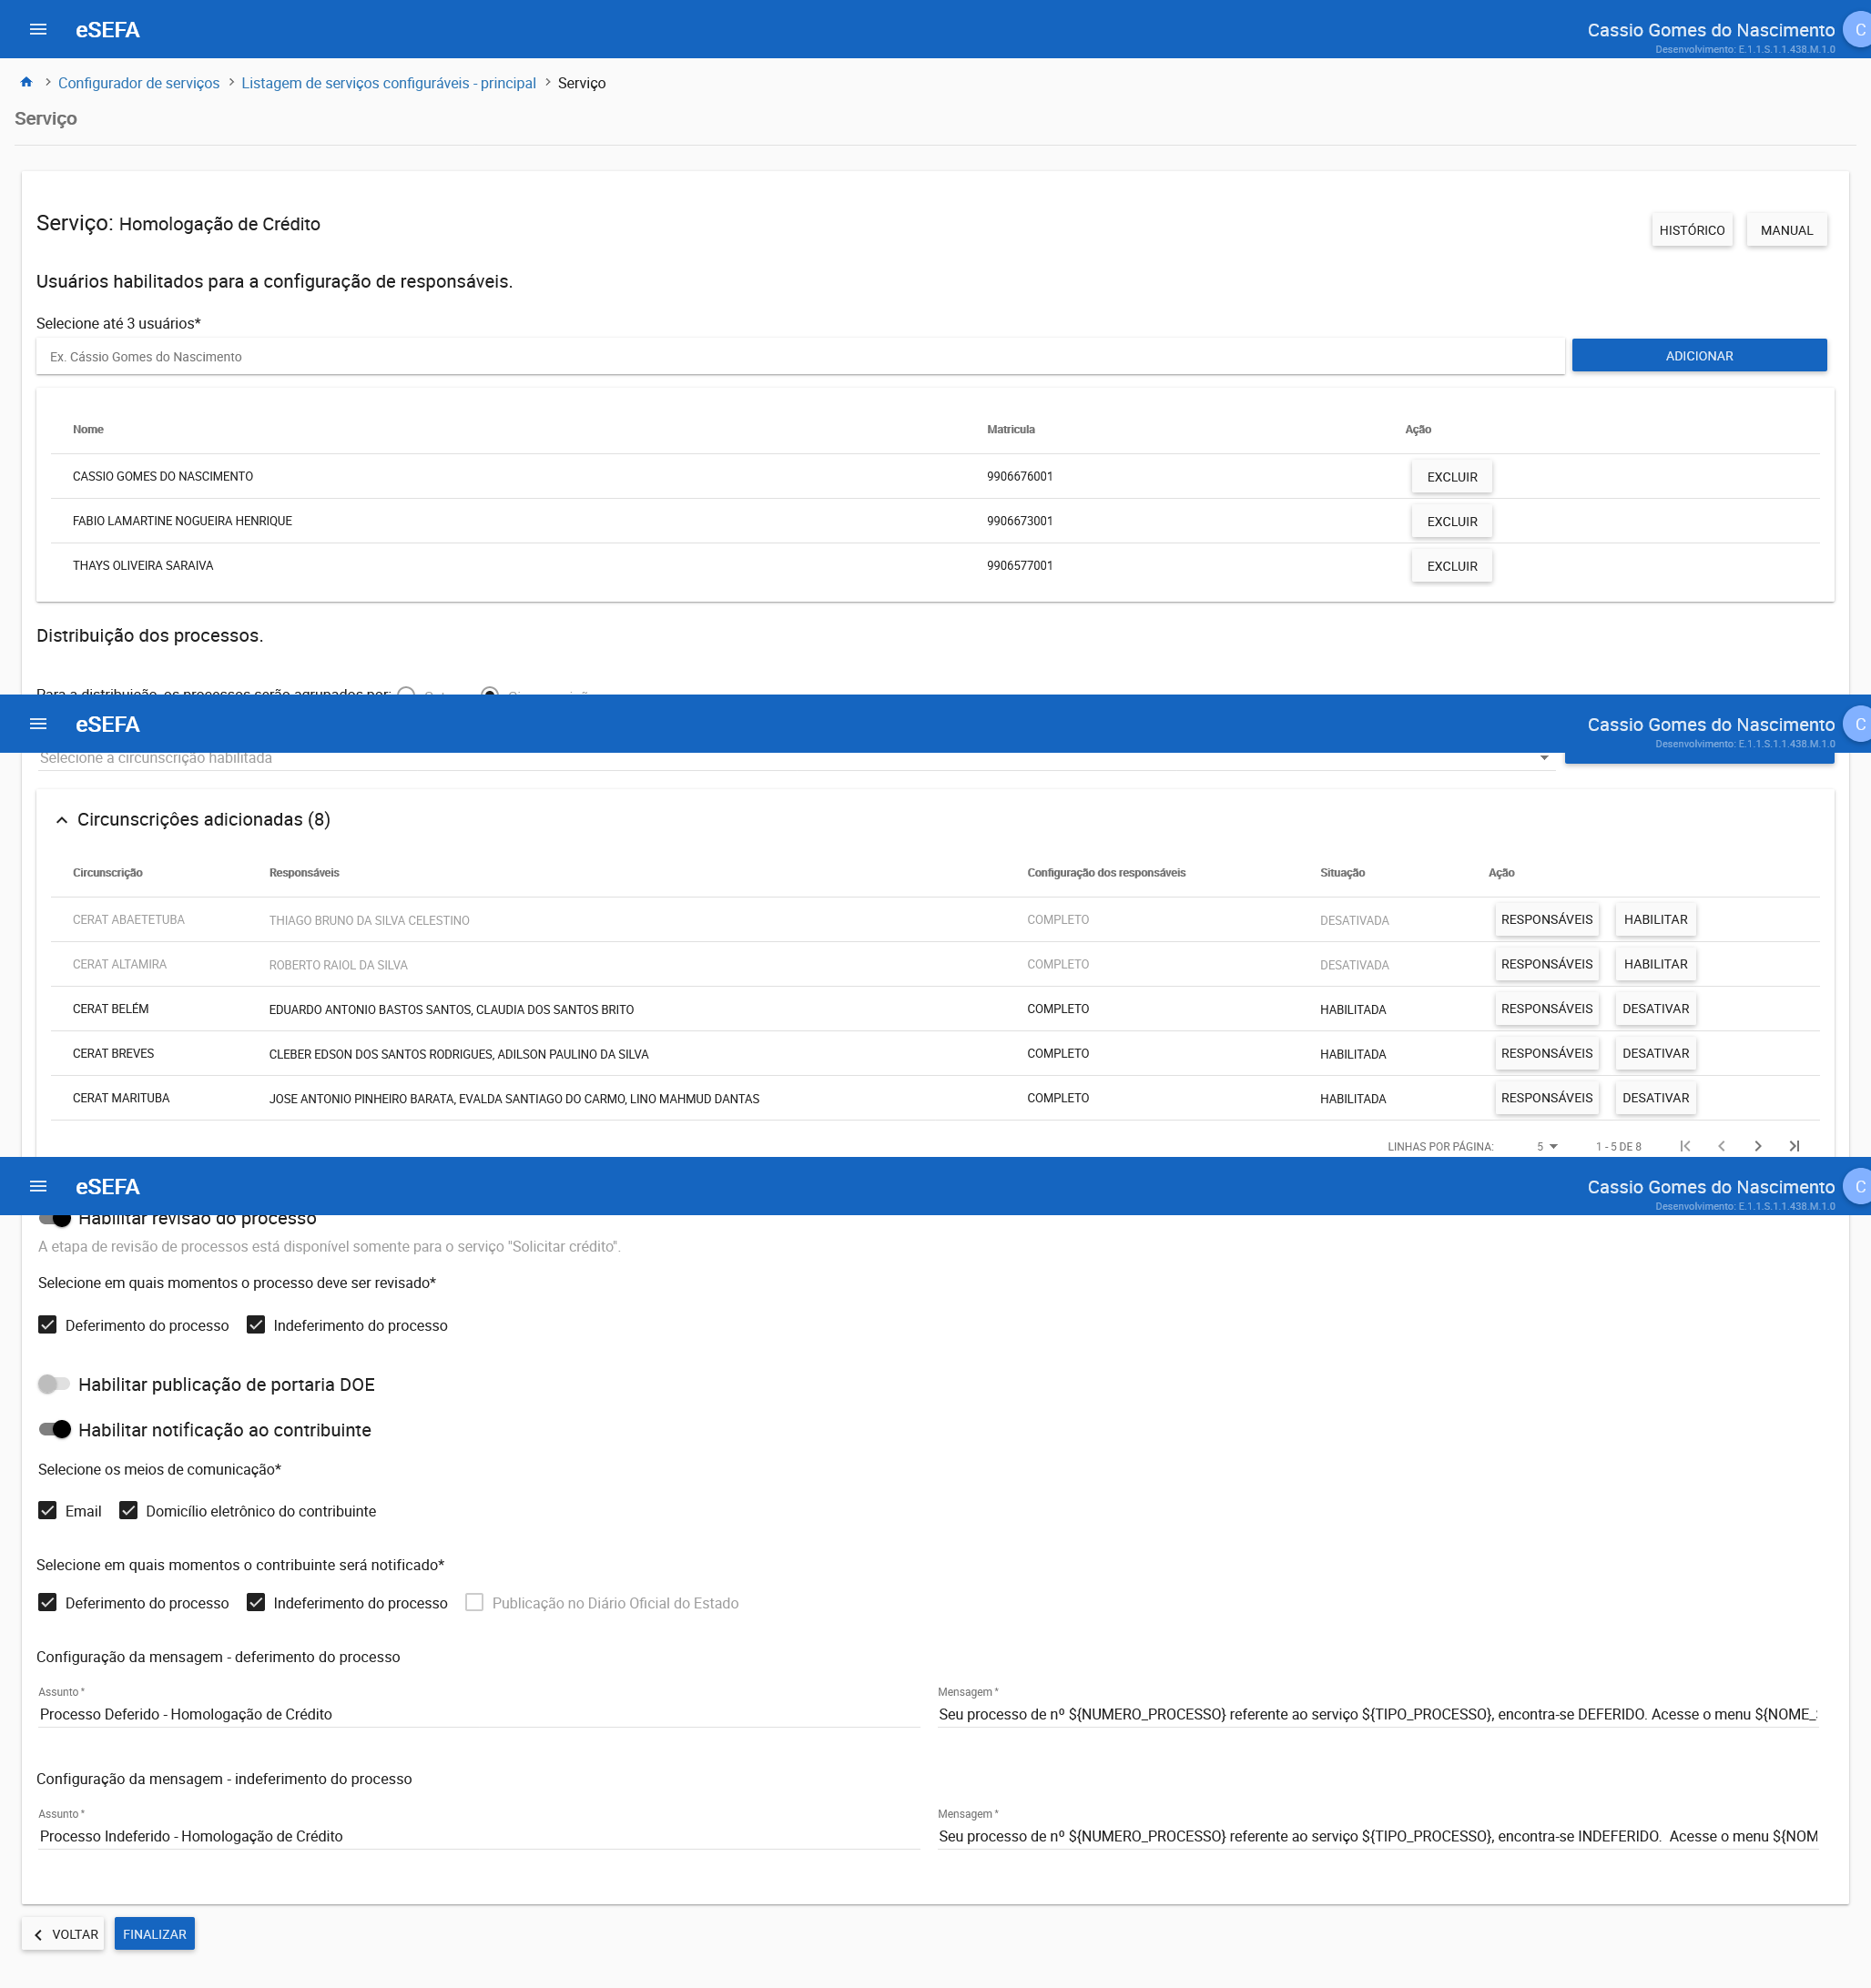 eSEFA
Cassio Gomes do Nascimento
C
Desenvolvimento: E.1.1.S.1.1.438.M.1.0
Configurador de serviços
Listagem de serviços configuráveis - principal
Serviço
Serviço
Serviço: Homologação de Crédito
HISTÓRICO
MANUAL
Usuários habilitados para a configuração de responsáveis.
Selecione até 3 usuários*
Ex. Cássio Gomes do Nascimento
ADICIONAR
Nome Matricula Ação
CASSIO GOMES DO NASCIMENTO 9906676001 EXCLUIR
FABIO LAMARTINE NOGUEIRA HENRIQUE 9906673001 EXCLUIR
THAYS OLIVEIRA SARAIVA 9906577001 EXCLUIR
Distribuição dos processos.
Para a distribuição, os processos serão agrupados por:
eSEFA
Cassio Gomes do Nascimento
C
Desenvolvimento: E.1.1.S.1.1.438.M.1.0
Selecione a circunscrição habilitada
Circunscrições adicionadas (8)
Circunscrição Responsáveis Configuração dos responsáveis Situação Ação
CERAT ABAETETUBA THIAGO BRUNO DA SILVA CELESTINO COMPLETO DESATIVADA RESPONSÁVEIS HABILITAR
CERAT ALTAMIRA ROBERTO RAIOL DA SILVA COMPLETO DESATIVADA RESPONSÁVEIS HABILITAR
CERAT BELÉM EDUARDO ANTONIO BASTOS SANTOS, CLAUDIA DOS SANTOS BRITO COMPLETO HABILITADA RESPONSÁVEIS DESATIVAR
CERAT BREVES CLEBER EDSON DOS SANTOS RODRIGUES, ADILSON PAULINO DA SILVA COMPLETO HABILITADA RESPONSÁVEIS DESATIVAR
CERAT MARITUBA JOSE ANTONIO PINHEIRO BARATA, EVALDA SANTIAGO DO CARMO, LINO MAHMUD DANTAS COMPLETO HABILITADA RESPONSÁVEIS DESATIVAR
LINHAS POR PÁGINA: 5 1 - 5 DE 8
eSEFA
Cassio Gomes do Nascimento
C
Desenvolvimento: E.1.1.S.1.1.438.M.1.0
Habilitar revisão do processo
A etapa de revisão de processos está disponível somente para o serviço "Solicitar crédito".
Selecione em quais momentos o processo deve ser revisado*
Deferimento do processo Indeferimento do processo
Habilitar publicação de portaria DOE
Habilitar notificação ao contribuinte
Selecione os meios de comunicação*
Email Domicílio eletrônico do contribuinte
Selecione em quais momentos o contribuinte será notificado*
Deferimento do processo Indeferimento do processo Publicação no Diário Oficial do Estado
Configuração da mensagem - deferimento do processo
Assunto * Mensagem *
Processo Deferido - Homologação de Crédito Seu processo de nº ${NUMERO_PROCESSO} referente ao serviço ${TIPO_PROCESSO}, encontra-se DEFERIDO. Acesse o menu ${NOME_
Configuração da mensagem - indeferimento do processo
Assunto * Mensagem *
Processo Indeferido - Homologação de Crédito Seu processo de nº ${NUMERO_PROCESSO} referente ao serviço ${TIPO_PROCESSO}, encontra-se INDEFERIDO. Acesse o menu ${NOM
VOLTAR
FINALIZAR